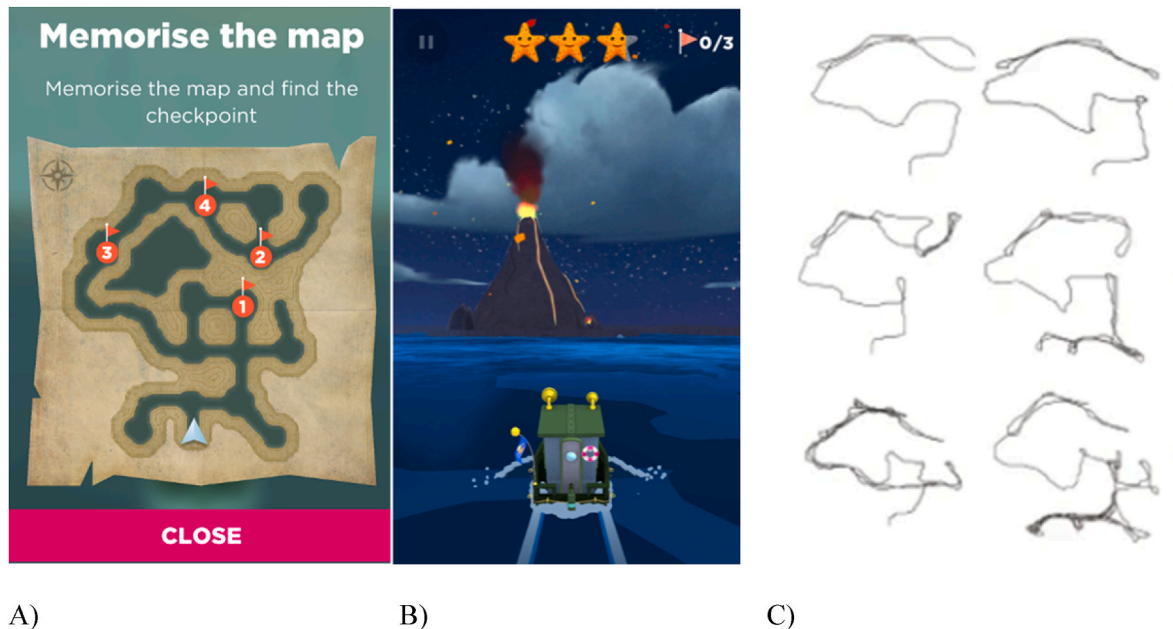 Memorise the map
Memorise the map and find the
checkpoint
4
3
2
1
CLOSE
0/3
A)
B)
C)